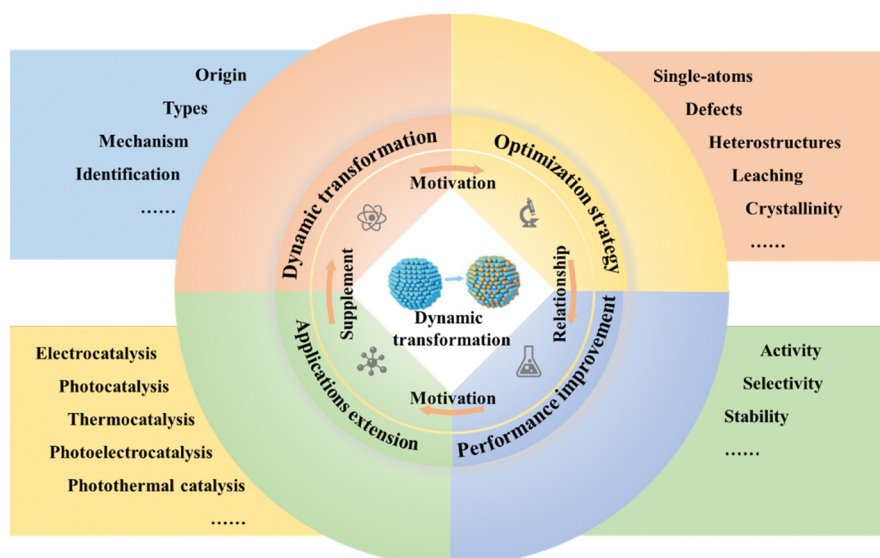 Origin
Types
Mechanism
Identification
......
Single-atoms
Defects
Heterostructures
Leaching
Crystallinity
......
Dynamic transformation
Optimization strategy
Motivation
Supplement
Relationship
Dynamic
transformation
Motivation
Applications extension
Performance improvement
Electrocatalysis
Photocatalysis
Thermocatalysis
Photoelectrocatalysis
Photothermal catalysis
......
Activity
Selectivity
Stability
......